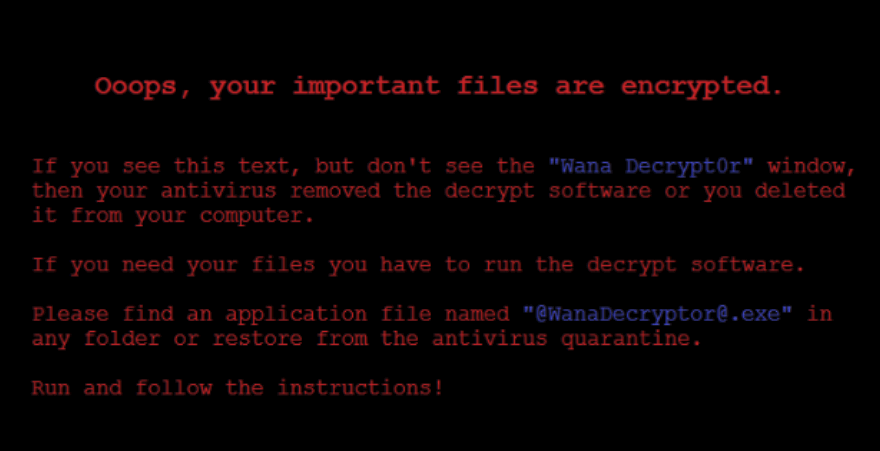 Ooops, your important files are encrypted.
If you see this text, but don't see the "Wana Decrypt0r" window,
then your antivirus removed the decrypt software or you deleted
it from your computer.
If you need your files you have to run the decrypt software.
Please find an application file named "@WanaDecryptor@.exe" in
any folder or restore from the antivirus quarantine.
Run and follow the instructions!